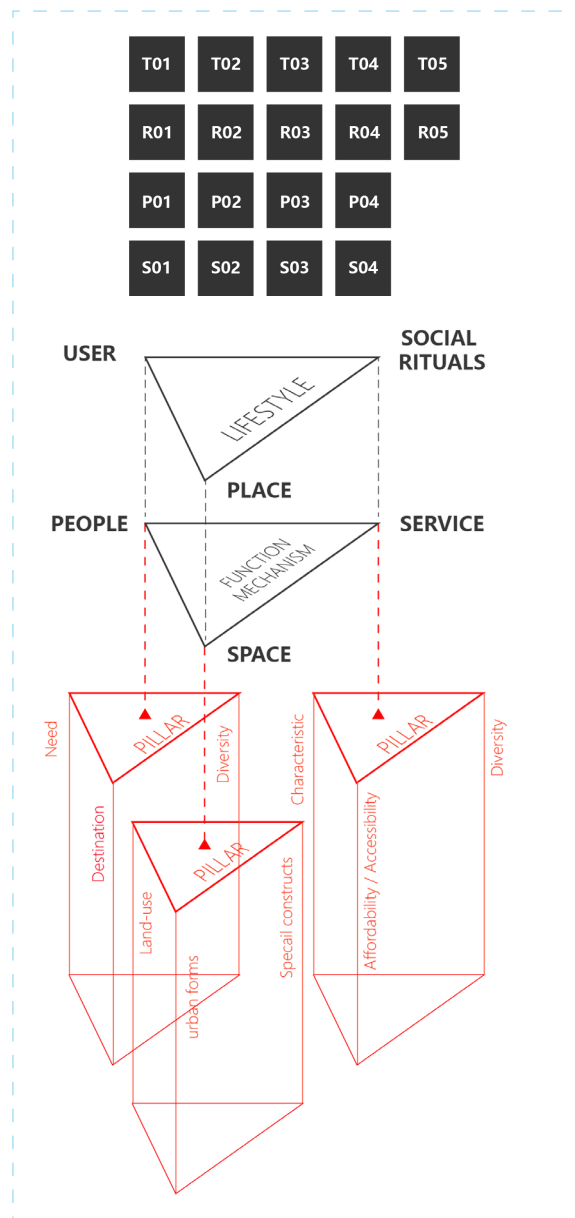 T01 T02 T03 T04 T05
R01 R02 R03 R04 R05
P01 P02 P03 P04
S01 S02 S03 S04
USER
SOCIAL
RITUALS
LIFESTYLE
PLACE
PEOPLE
SERVICE
FUNCTION
MECHANISM
SPACE
Need
PILLAR
Diversity
Destination
Characteristic
PILLAR
Diversity
Affordability / Accessibility
PILLAR
Land-use
urban forms
Specail constructs